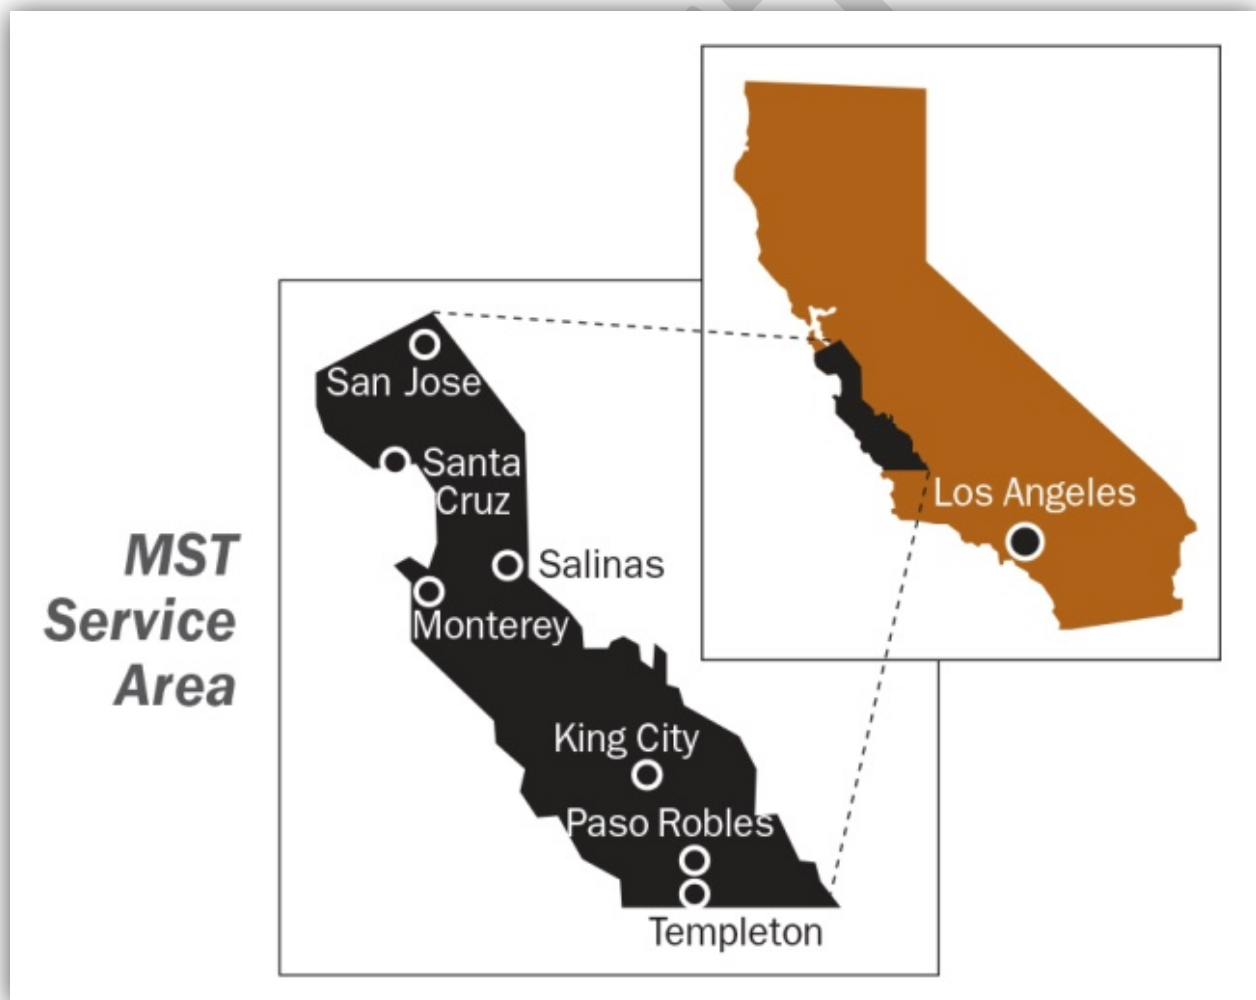 Los Angeles
San Jose
Santa
Cruz
MST
Service
Area
Salinas
Monterey
King City
Paso Robles
Templeton